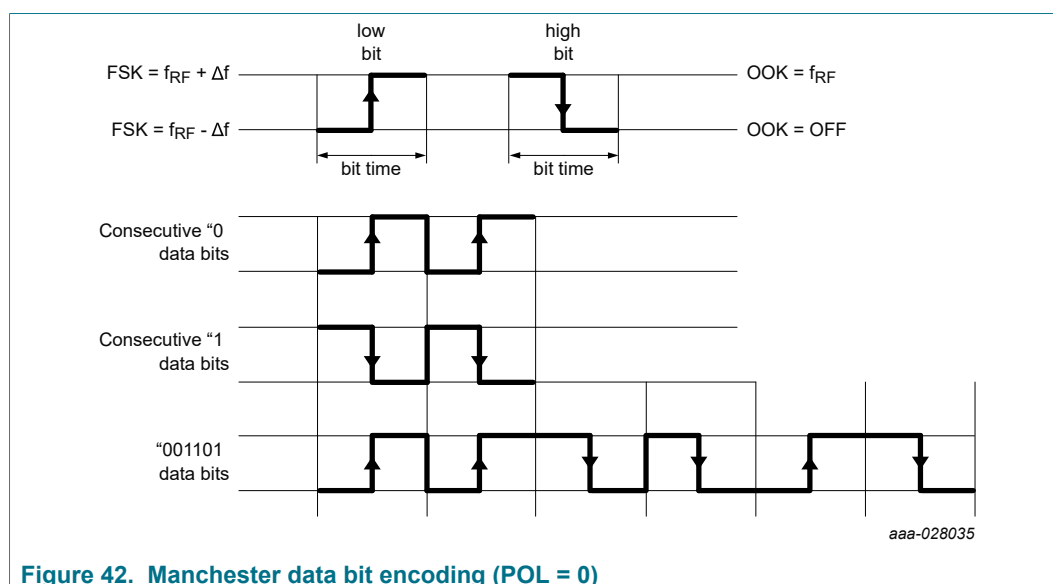 low
bit
high
bit
FSK = fRF + Δf
OOK = fRF
FSK = fRF - Δf
OOK = OFF
bit time
bit time
Consecutive “0
data bits
Consecutive “1
data bits
“001101
data bits
aaa-028035
Figure 42. Manchester data bit encoding (POL = 0)